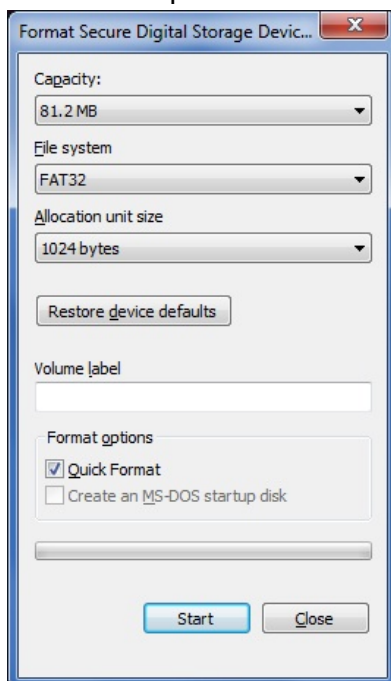 Format Secure Digital Storage Devic...
Capacity:
81.2 MB
File system
FAT32
Allocation unit size
1024 bytes
Restore device defaults
Volume label
Format options
Quick Format
Create an MS-DOS startup disk
Start
Close